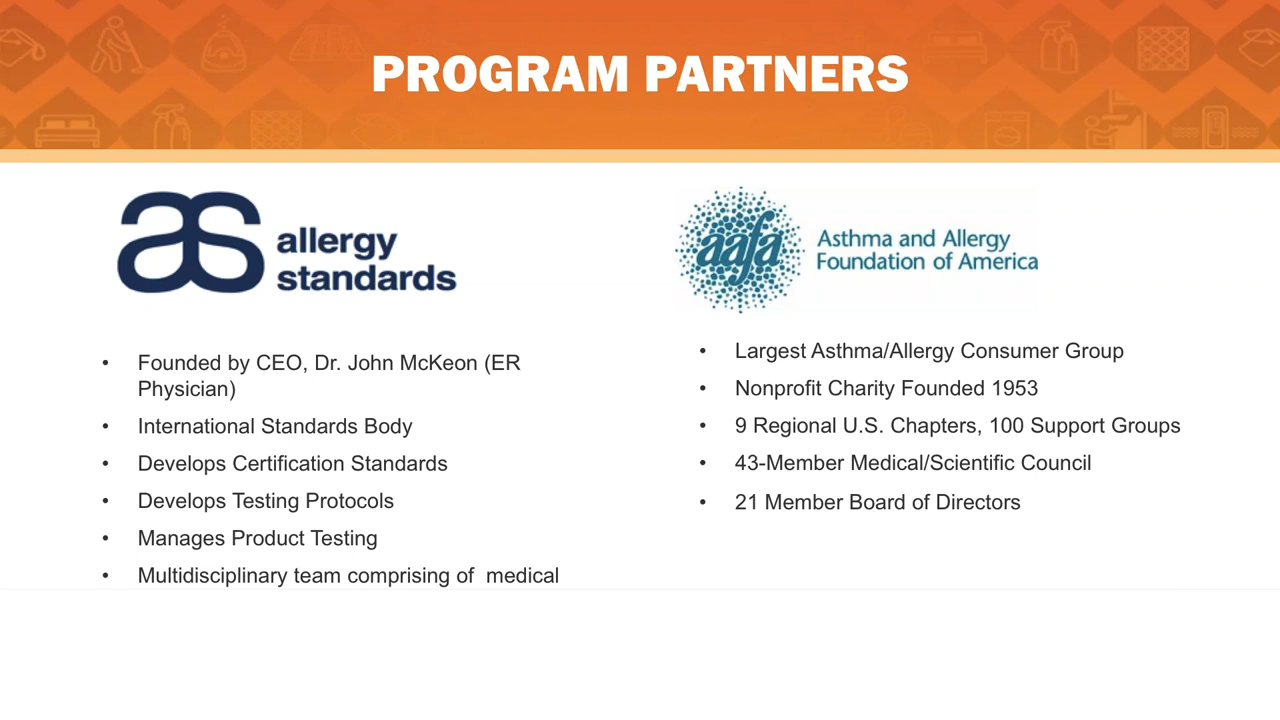 PROGRAM PARTNERS
as allergy
standards
• Founded by CEO, Dr. John McKeon (ER
Physician)
• International Standards Body
• Develops Certification Standards
• Develops Testing Protocols
• Manages Product Testing
• Multidisciplinary team comprising of  medical
aafa Asthma and Allergy
Foundation of America
• Largest Asthma/Allergy Consumer Group
• Nonprofit Charity Founded 1953
• 9 Regional U.S. Chapters, 100 Support Groups
• 43-Member Medical/Scientific Council
• 21 Member Board of Directors